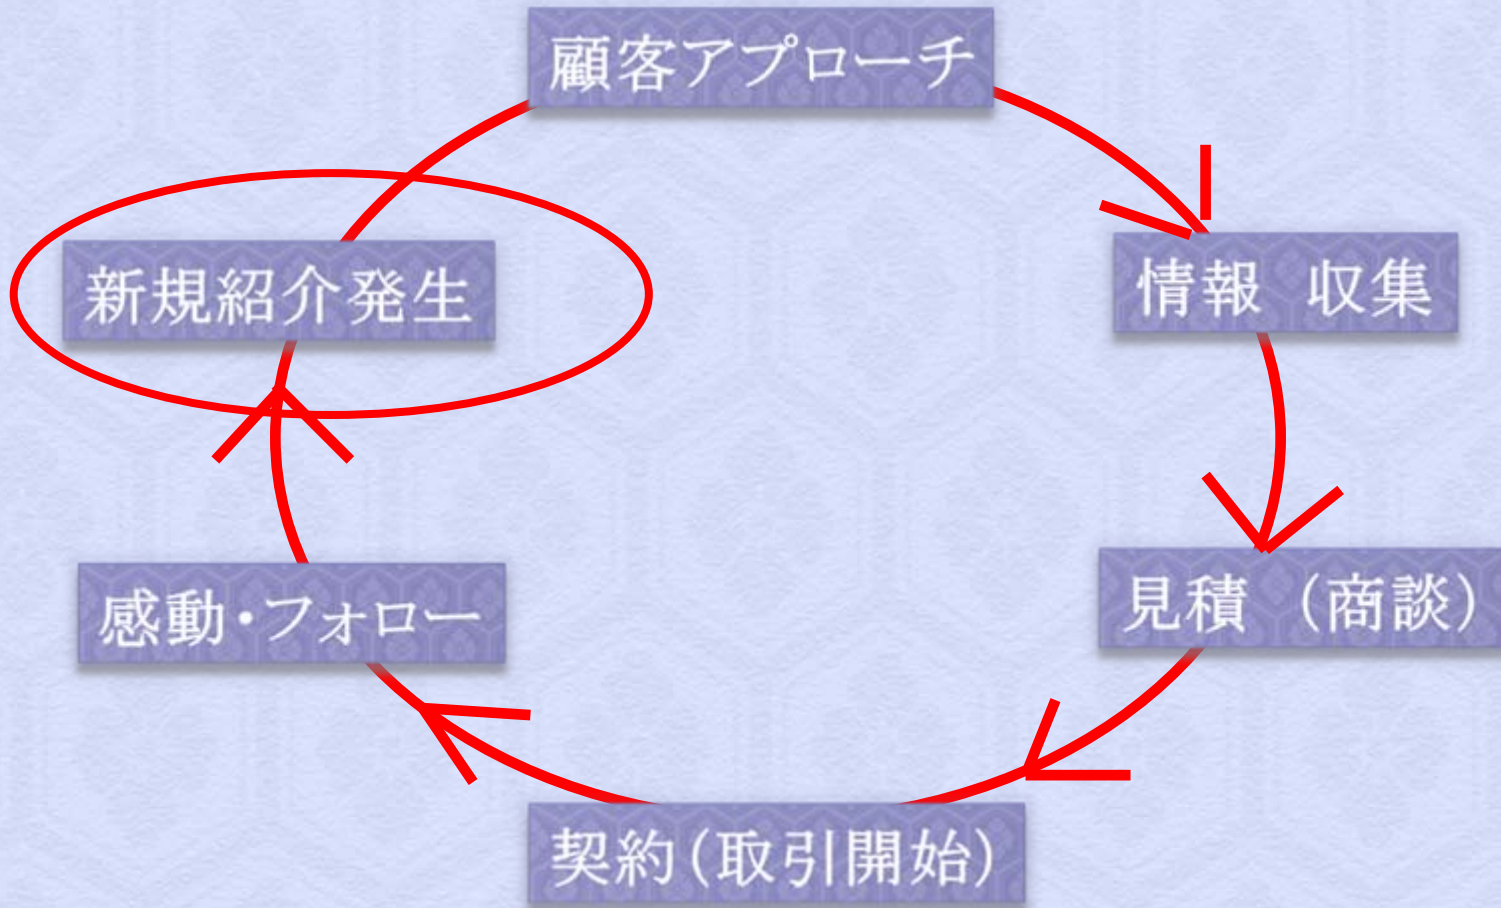 顧客アプローチ
情報　収集
見積　（商談）
契約（取引開始）
感動・フォロー
新規紹介発生